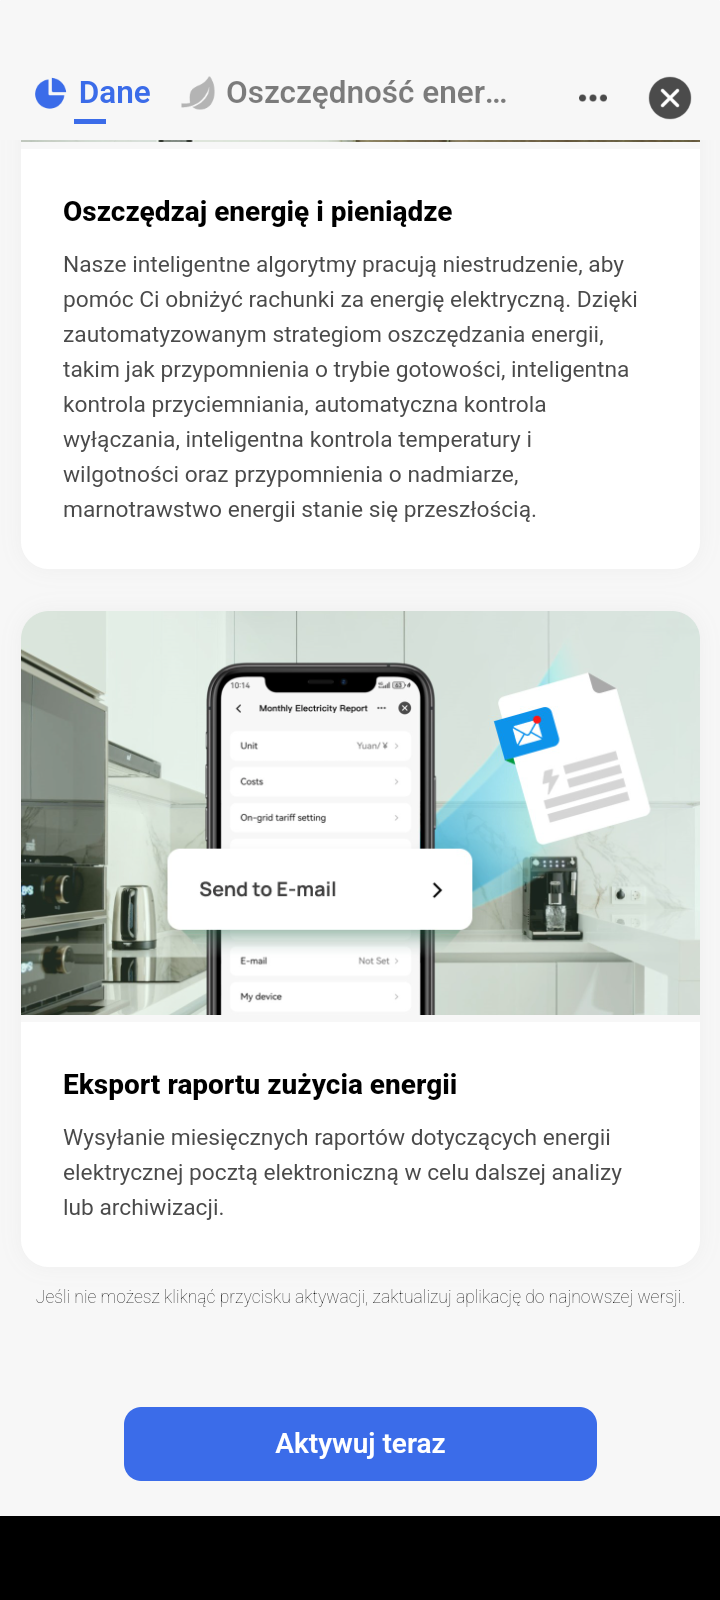 Dane
Oszczędność ener...
Oszczędzaj energię i pieniądze
Nasze inteligentne algorytmy pracują niestrudzenie, aby
pomóc Ci obniżyć rachunki za energię elektryczną. Dzięki
zautomatyzowanym strategiom oszczędzania energii,
takim jak przypomnienia o trybie gotowości, inteligentna
kontrola przyciemniania, automatyczna kontrola
wyłączania, inteligentna kontrola temperatury i
wilgotności oraz przypomnienia o nadmiarze,
marnotrawstwo energii stanie się przeszłością.
10:14
Monthly Electricity Report
Unit
Yuan/ ¥
Costs
On-grid tariff setting
Send to E-mail
E-mail
Not Set
My device
Eksport raportu zużycia energii
Wysyłanie miesięcznych raportów dotyczących energii
elektrycznej pocztą elektroniczną w celu dalszej analizy
lub archiwizacji.
Jeśli nie możesz kliknąć przycisku aktywacji, zaktualizuj aplikację do najnowszej wersji.
Aktywuj teraz